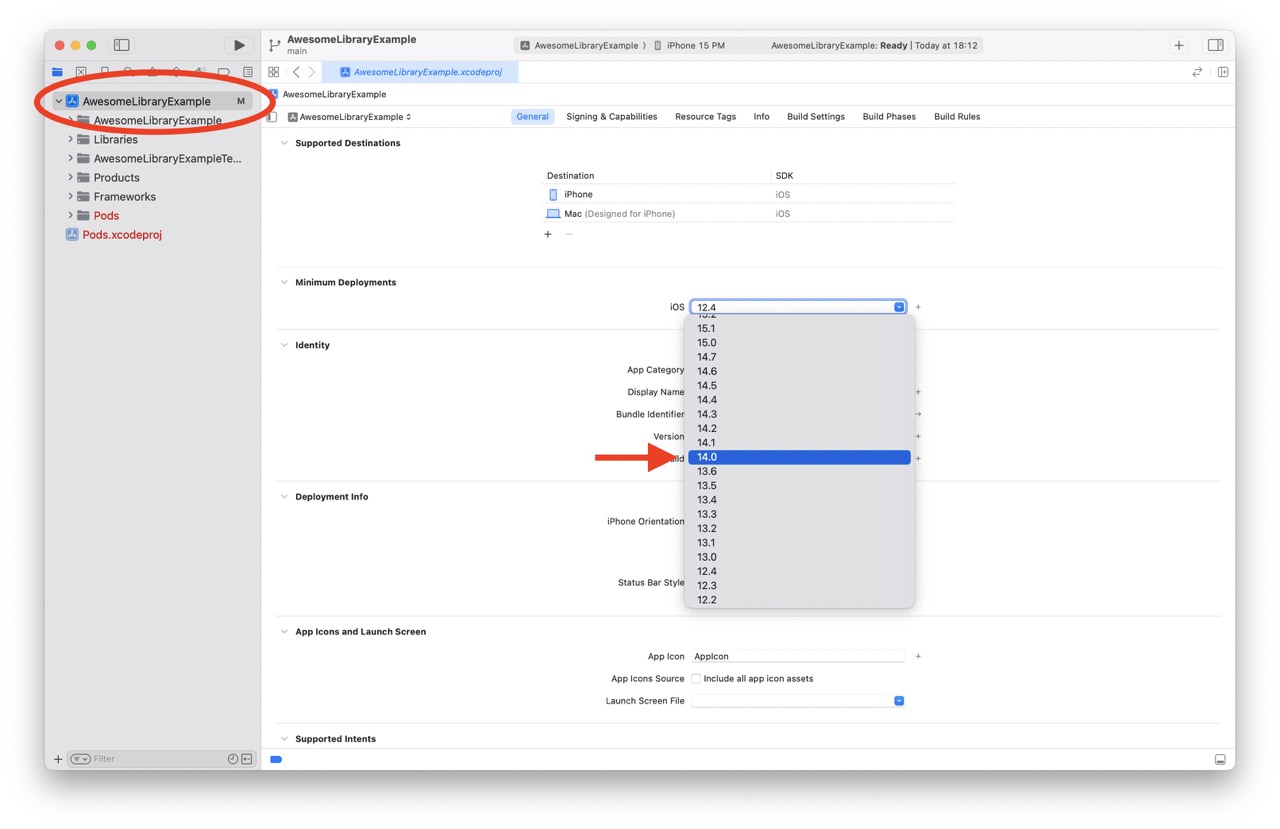 AwesomeLibraryExample
main
AwesomeLibraryExample 〉 iPhone 15 PM
AwesomeLibraryExample: Ready | Today at 18:12
AwesomeLibraryExample.xcodeproj
AwesomeLibraryExample M
AwesomeLibraryExample
Libraries
AwesomeLibraryExampleTe...
Products
Frameworks
Pods
Pods.xcodeproj
Filter
AwesomeLibraryExample
AwesomeLibraryExample
General Signing & Capabilities Resource Tags Info Build Settings Build Phases Build Rules
Supported Destinations
Destination SDK
iPhone iOS
Mac (Designed for iPhone) iOS
Minimum Deployments
iOS 12.4
15.1
15.0
14.7
14.6
14.5
14.4
14.3
14.2
14.1
14.0
13.6
13.5
13.4
13.3
13.2
13.1
13.0
12.4
12.3
12.2
Identity
App Category
Display Name
Bundle Identifier
Version
Deployment Info
iPhone Orientation
Status Bar Style
App Icons and Launch Screen
App Icon AppIcon
App Icons Source Include all app icon assets
Launch Screen File
Supported Intents